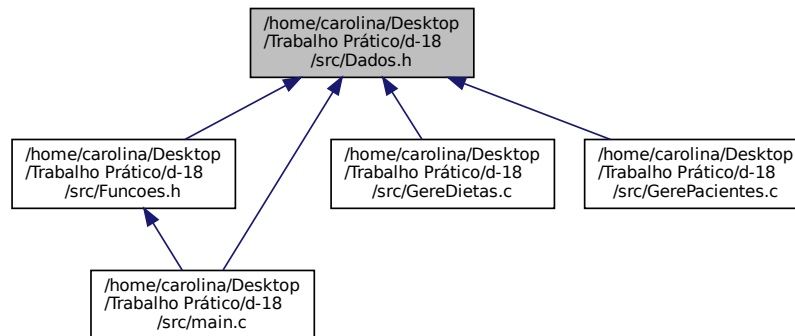 /home/carolina/Desktop
/Trabalho Prático/d-18
/src/Dados.h
/home/carolina/Desktop
/Trabalho Prático/d-18
/src/Funcoes.h
/home/carolina/Desktop
/Trabalho Prático/d-18
/src/GereDietas.c
/home/carolina/Desktop
/Trabalho Prático/d-18
/src/GerePacientes.c
/home/carolina/Desktop
/Trabalho Prático/d-18
/src/main.c